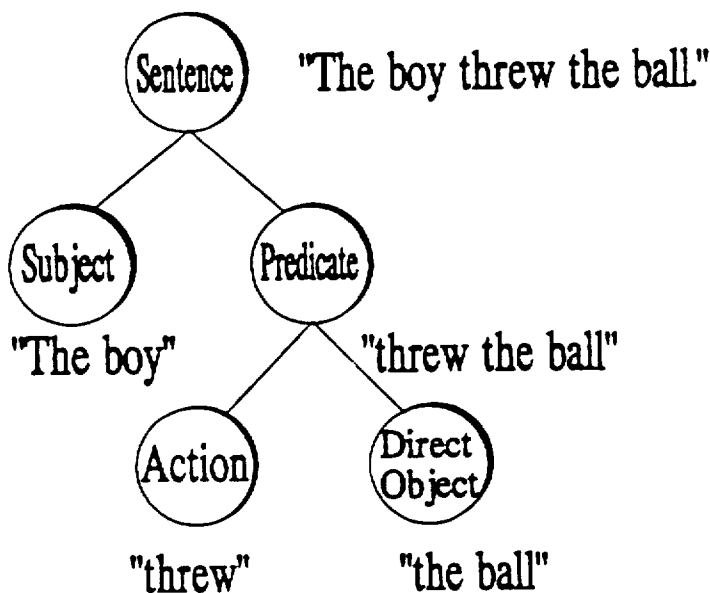 Sentence
"The boy threw the ball."
Subject
Predicate
"The boy"
"threw the ball"
Action
Direct
Object
"threw"
"the ball"